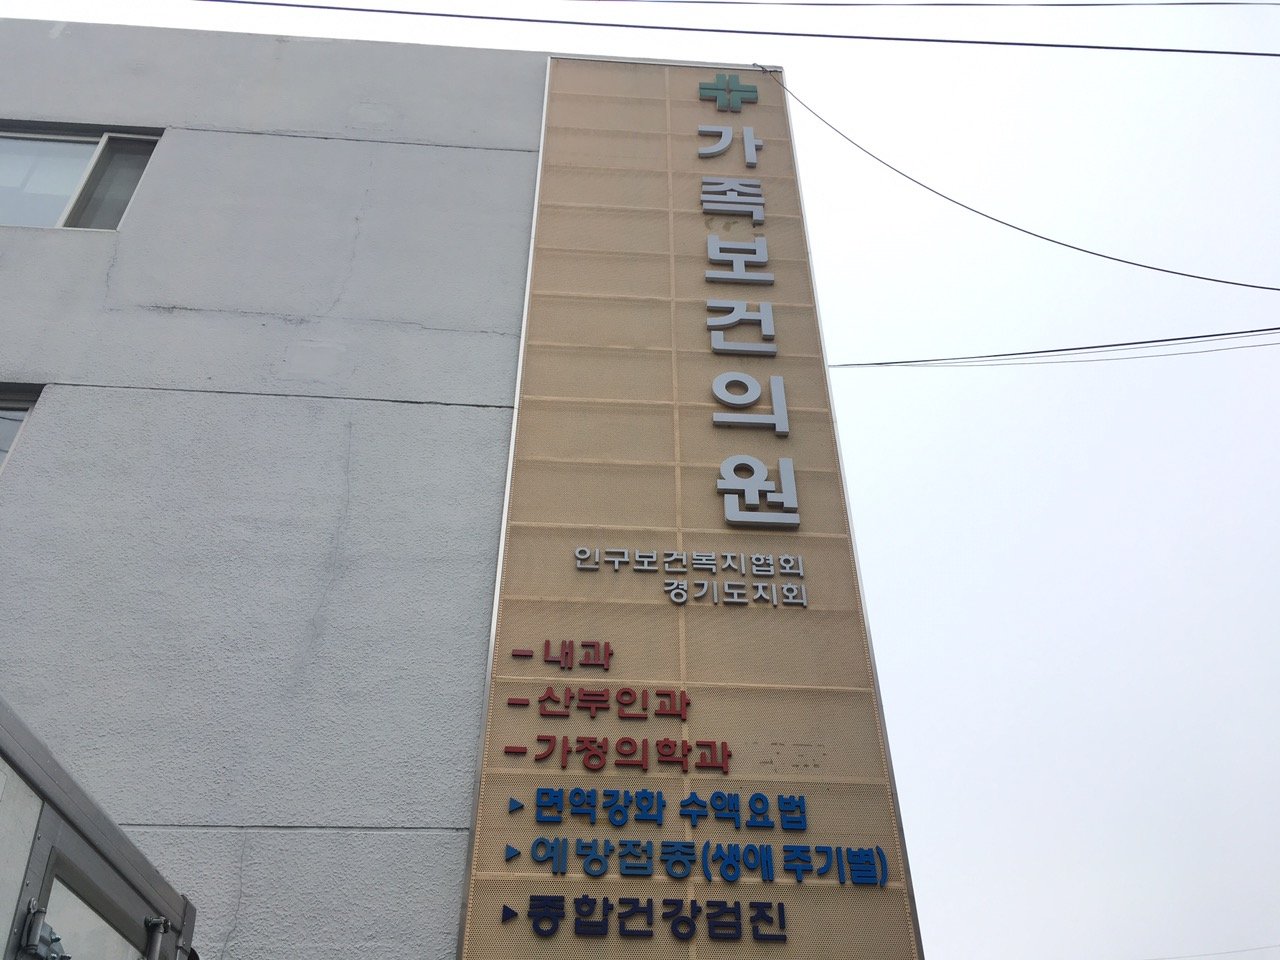 가족보건의원
인구보건복지협회
경기도지회
-내과
-산부인과
-가정의학과
▶면역강화 수액요법
▶예방접종(생애 주기별)
▶종합건강검진